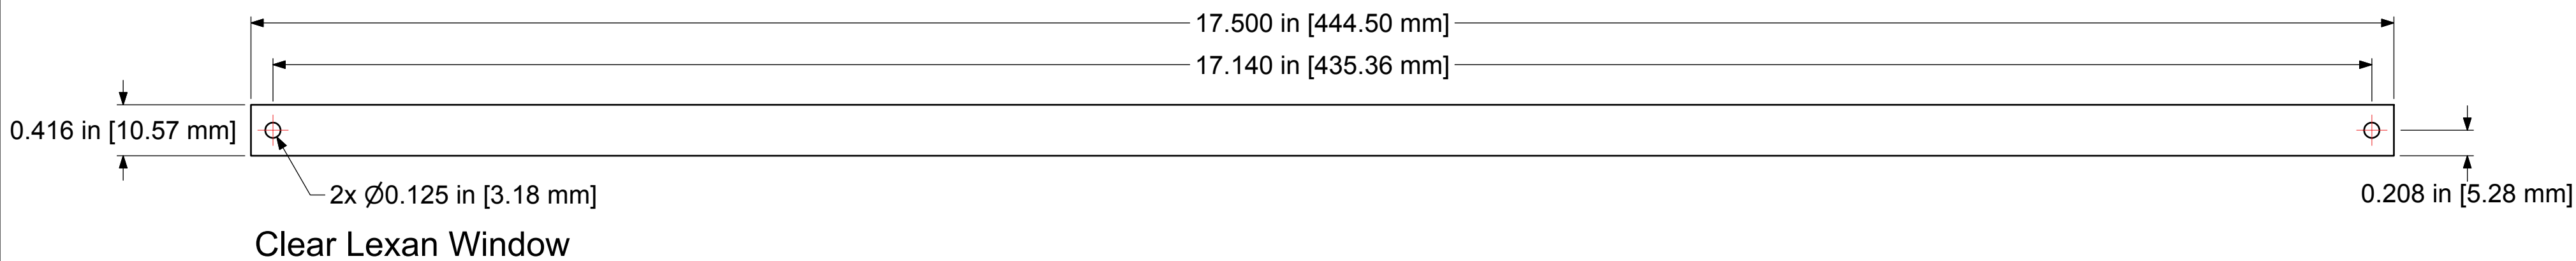 17.500 in [444.50 mm]
17.140 in [435.36 mm]
0.416 in [10.57 mm]
2x Ø0.125 in [3.18 mm]
0.208 in [5.28 mm]
Clear Lexan Window